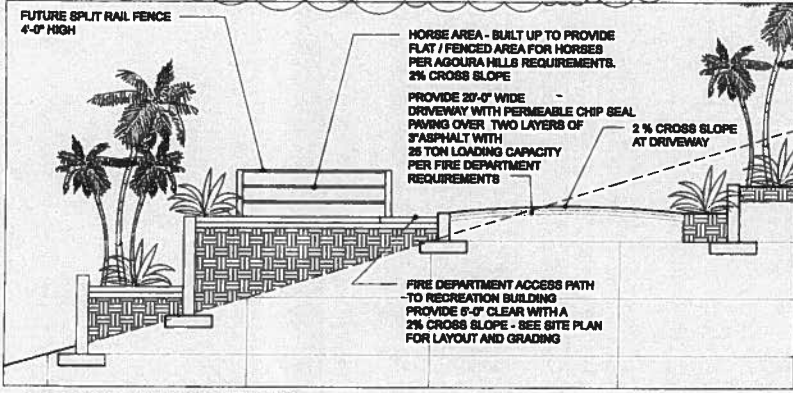 FUTURE SPLIT RAIL FENCE
4'-0" HIGH
HORSE AREA - BUILT UP TO PROVIDE
FLAT / FENCED AREA FOR HORSES
PER AGOURA HILLS REQUIREMENTS.
2% CROSS SLOPE
PROVIDE 20'-0" WIDE
DRIVEWAY WITH PERMEABLE CHIP SEAL
PAVING OVER TWO LAYERS OF
3"ASPHALT WITH
25 TON LOADING CAPACITY
PER FIRE DEPARTMENT
REQUIREMENTS
2 % CROSS SLOPE
AT DRIVEWAY
FIRE DEPARTMENT ACCESS PATH
TO RECREATION BUILDING
PROVIDE 5'-0" CLEAR WITH A
2% CROSS SLOPE - SEE SITE PLAN
FOR LAYOUT AND GRADING